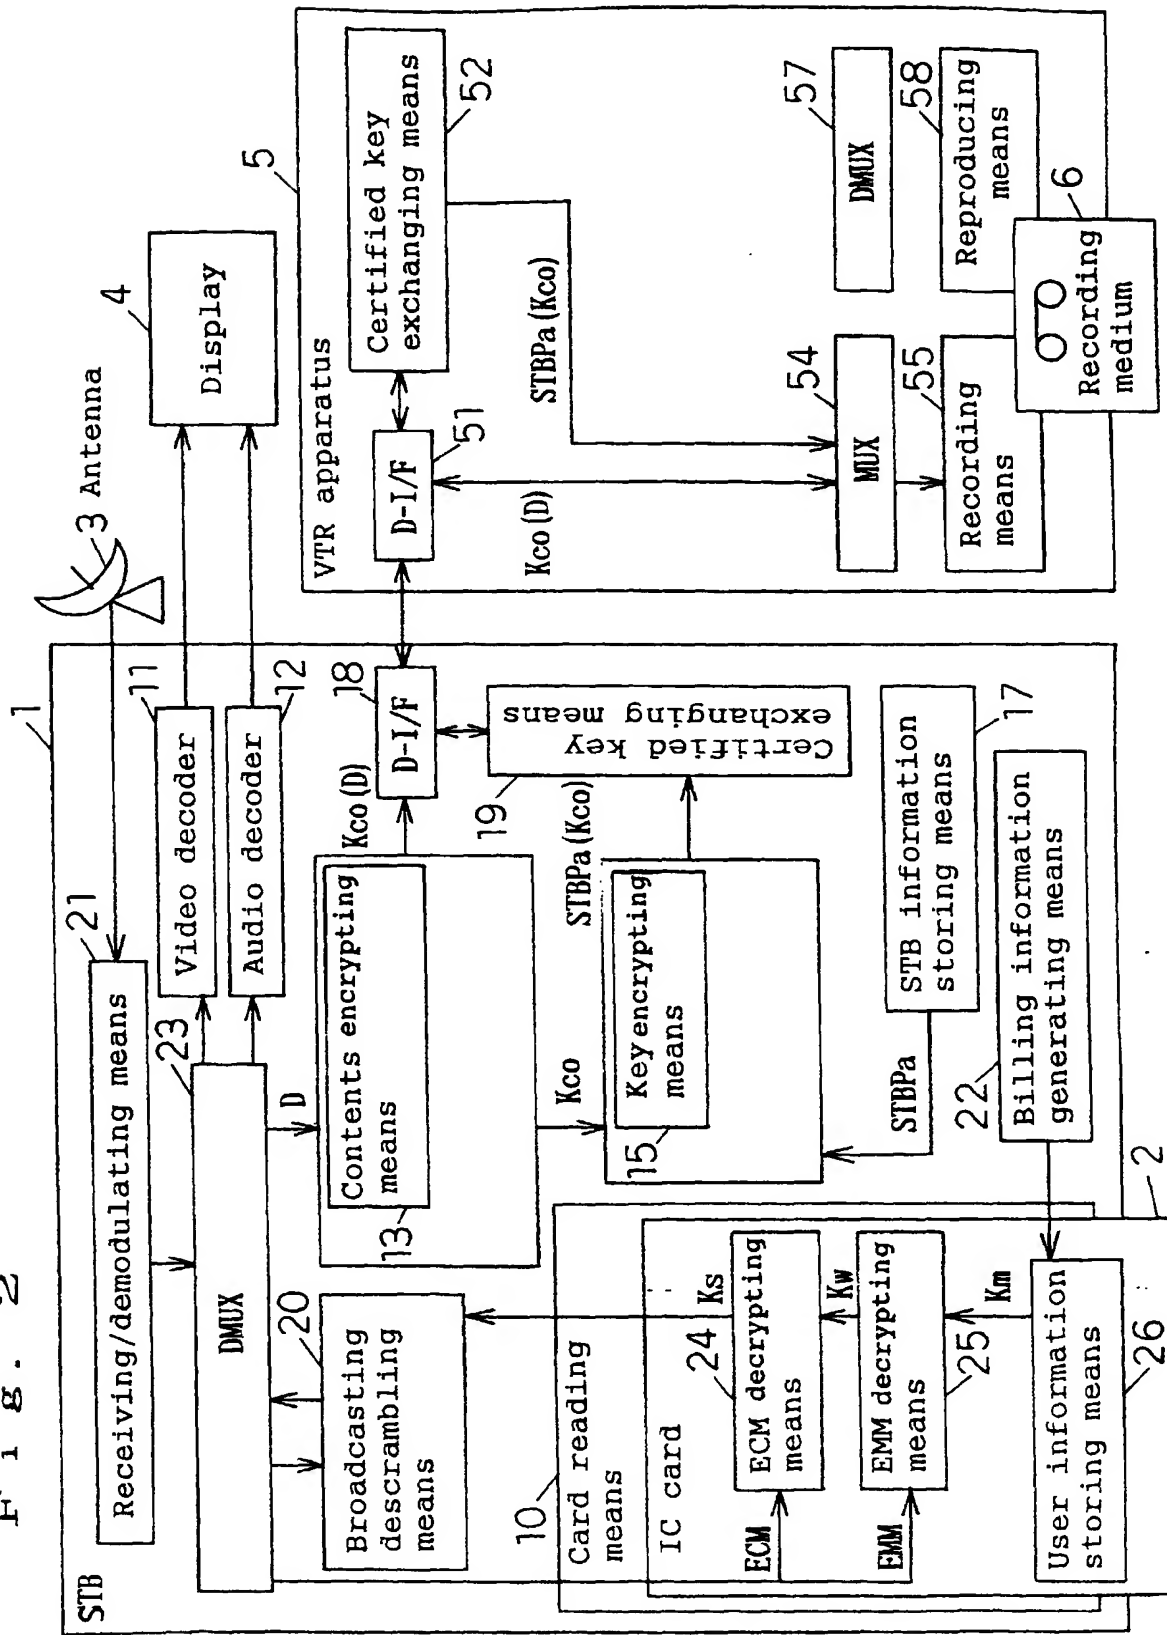 Fig. 2
STB
1
Receiving/demodulating means
21
3 Antenna
4
Display
DMUX
23
Video decoder
11
Audio decoder
12
D
Broadcasting
descrambling
means
20
Contents encrypting
means
13
Kco(D)
D-I/F
18
Kco
Key encrypting
means
15
STBPa(Kco)
19
Certified key
exchanging means
STBPa
STB information
storing means
17
22
Billing information
generating means
10
Card reading
means
IC card
2
Ks
ECM
ECM decrypting
means
24
Kw
EMM
EMM decrypting
means
25
Km
User information
storing means
26
5
VTR apparatus
D-I/F
51
Certified key
exchanging means
52
Kco(D)
STBPa(Kco)
MUX
54
DMUX
57
Recording
means
55
Reproducing
means
58
Recording
medium
6